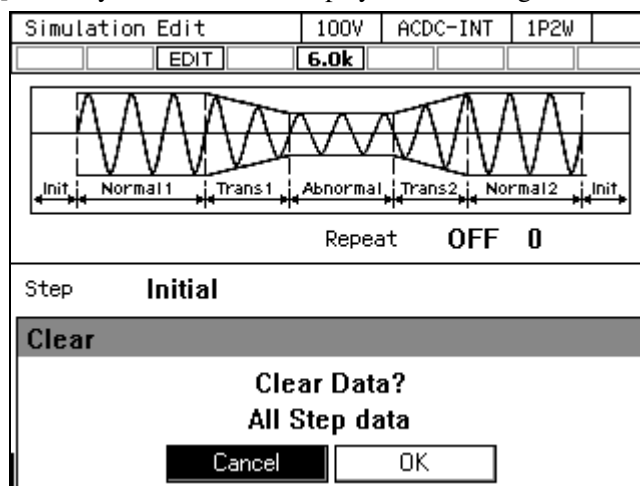 Simulation Edit 100V ACDC-INT 1P2W
EDIT 6.0k
Init Normal1 Trans1 Abnormal Trans2 Normal2 Init
Repeat OFF 0
Step Initial
Clear
Clear Data?
All Step data
Cancel OK